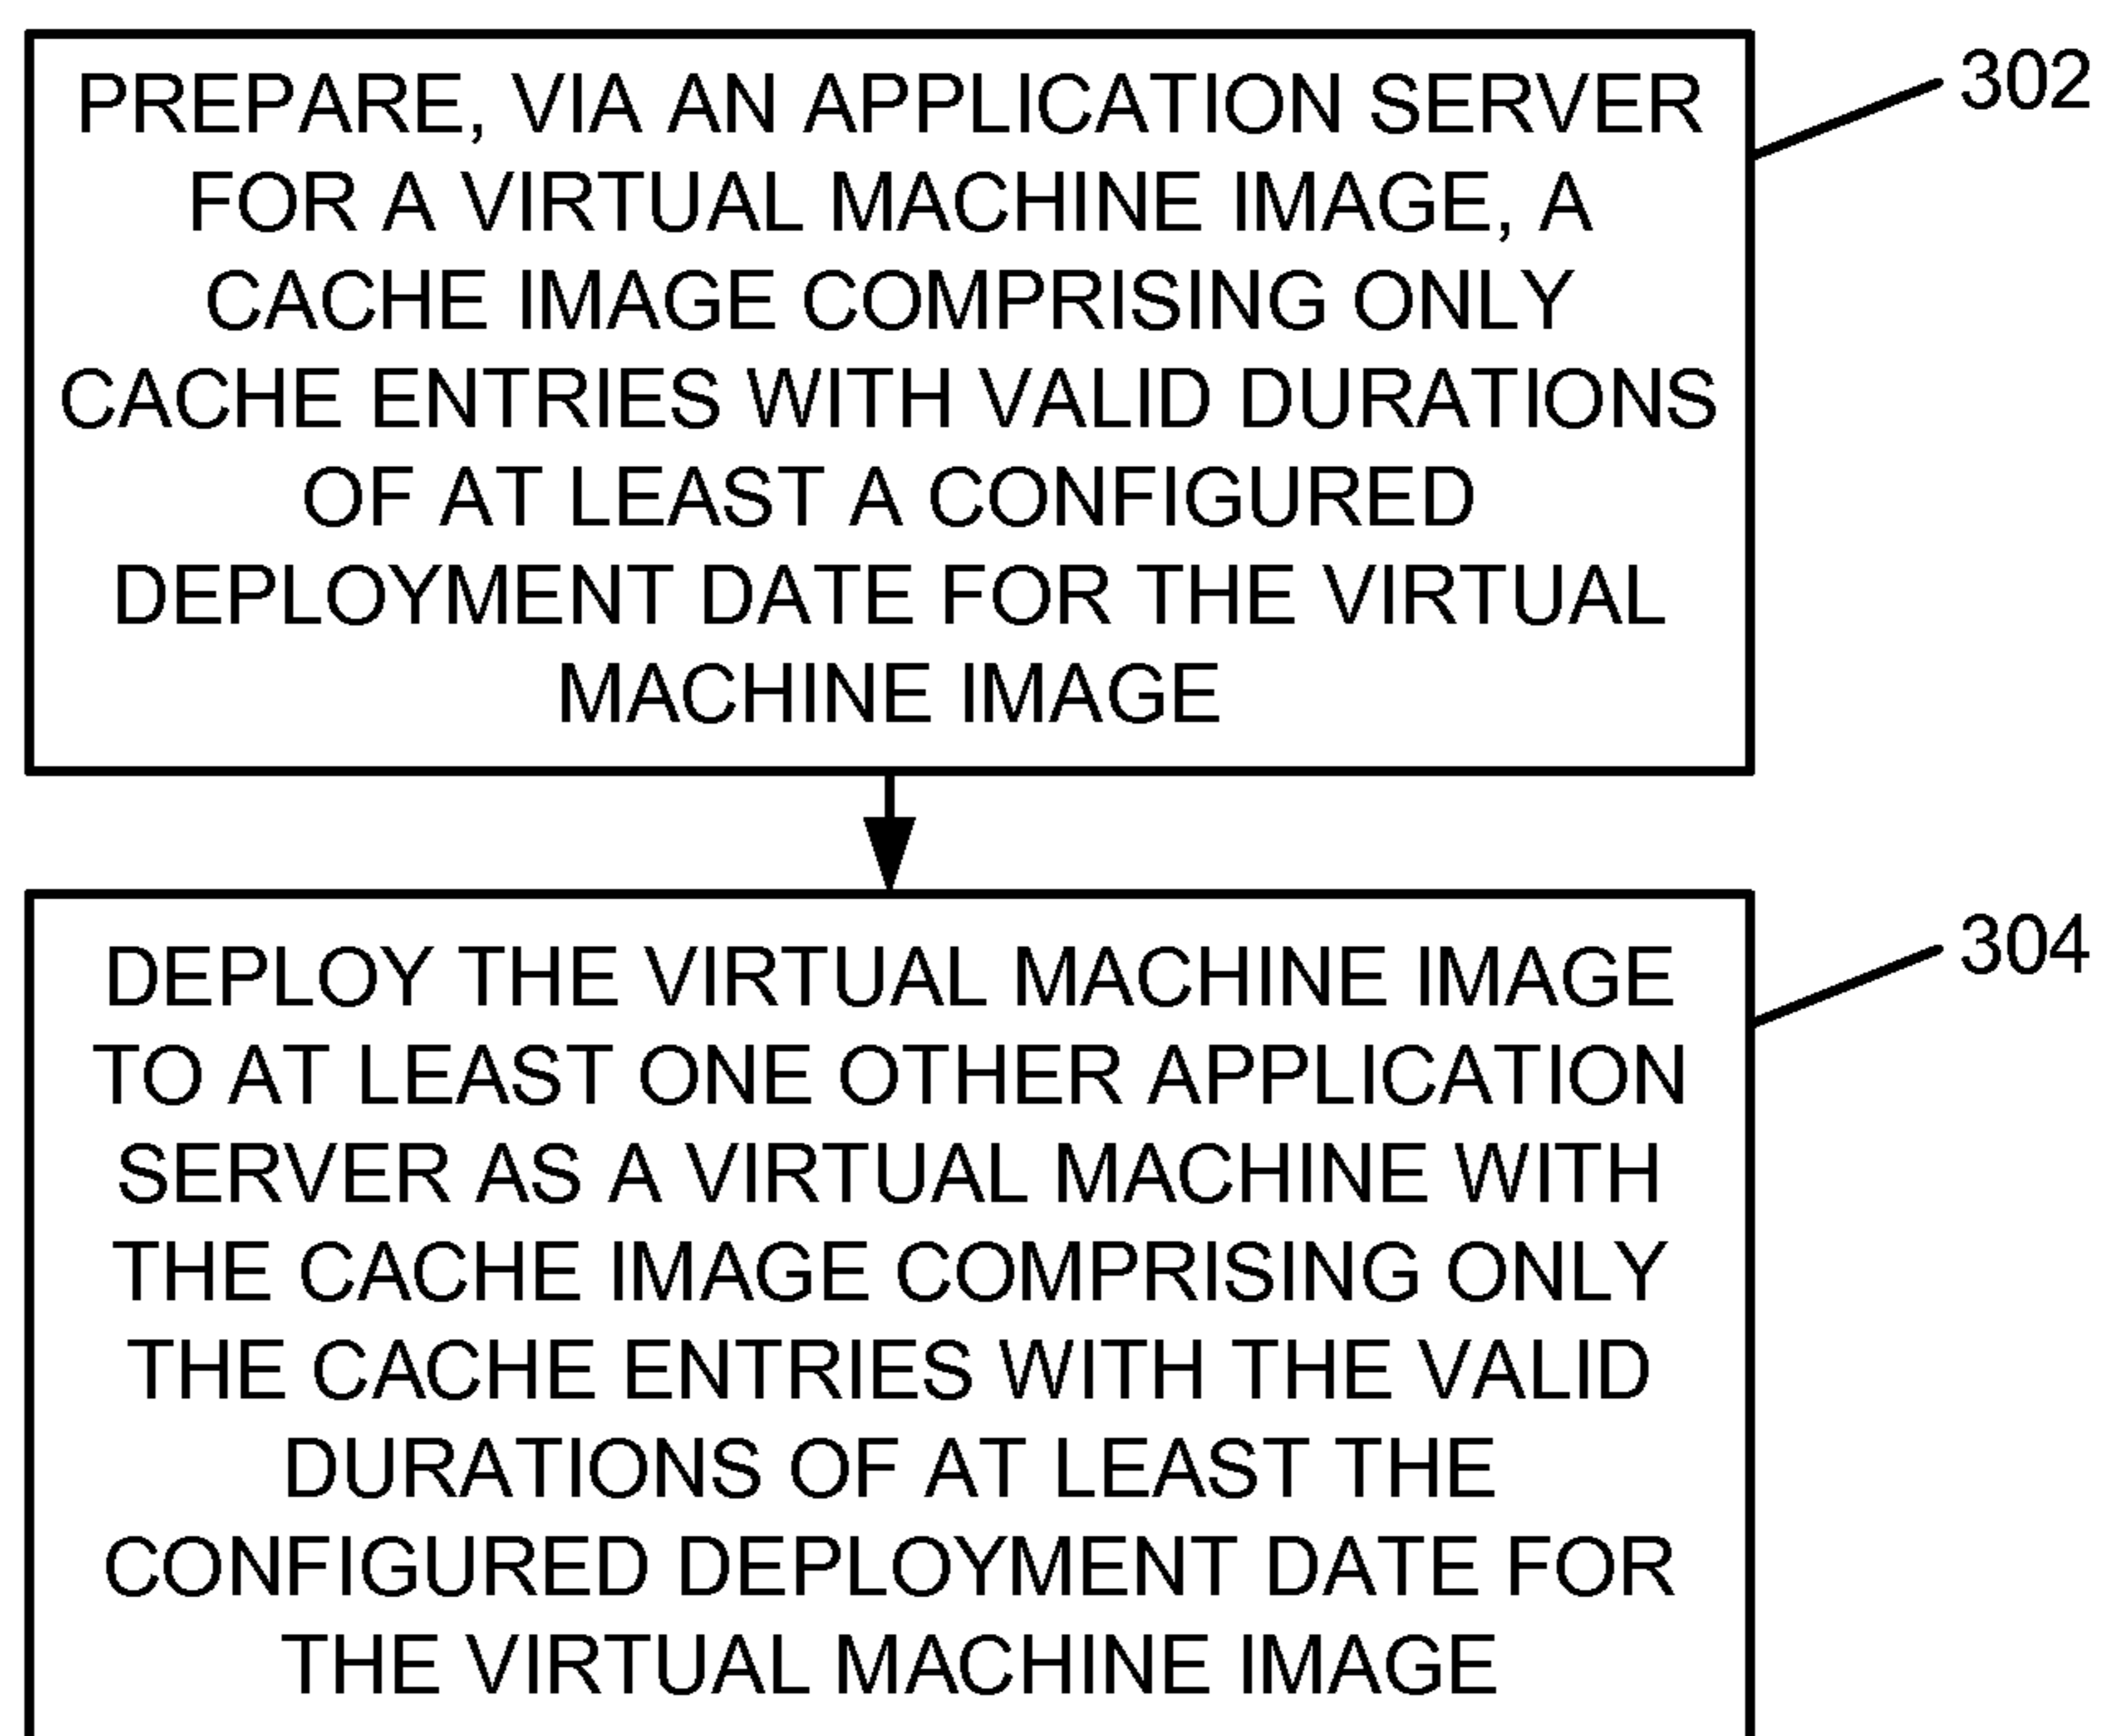 PREPARE, VIA AN APPLICATION SERVER
FOR A VIRTUAL MACHINE IMAGE, A
CACHE IMAGE COMPRISING ONLY
CACHE ENTRIES WITH VALID DURATIONS
OF AT LEAST A CONFIGURED
DEPLOYMENT DATE FOR THE VIRTUAL
MACHINE IMAGE
302
DEPLOY THE VIRTUAL MACHINE IMAGE
TO AT LEAST ONE OTHER APPLICATION
SERVER AS A VIRTUAL MACHINE WITH
THE CACHE IMAGE COMPRISING ONLY
THE CACHE ENTRIES WITH THE VALID
DURATIONS OF AT LEAST THE
CONFIGURED DEPLOYMENT DATE FOR
THE VIRTUAL MACHINE IMAGE
304